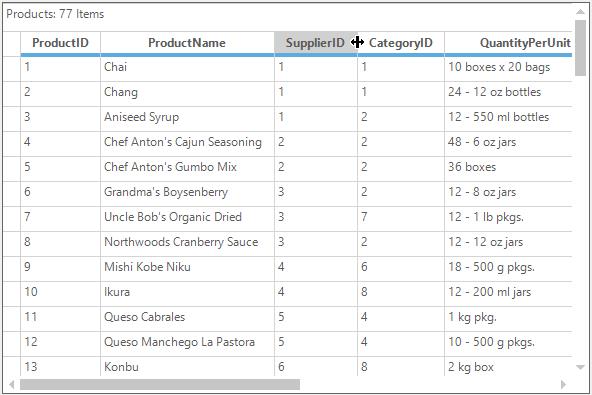 Products: 77 Items
ProductID ProductName SupplierID CategoryID QuantityPerUnit
1 Chai 1 1 10 boxes x 20 bags
2 Chang 1 1 24 - 12 oz bottles
3 Aniseed Syrup 1 2 12 - 550 ml bottles
4 Chef Anton's Cajun Seasoning 2 2 48 - 6 oz jars
5 Chef Anton's Gumbo Mix 2 2 36 boxes
6 Grandma's Boysenberry 3 2 12 - 8 oz jars
7 Uncle Bob's Organic Dried 3 7 12 - 1 lb pkgs.
8 Northwoods Cranberry Sauce 3 2 12 - 12 oz jars
9 Mishi Kobe Niku 4 6 18 - 500 g pkgs.
10 Ikura 4 8 12 - 200 ml jars
11 Queso Cabrales 5 4 1 kg pkg.
12 Queso Manchego La Pastora 5 4 10 - 500 g pkgs.
13 Konbu 6 8 2 kg box